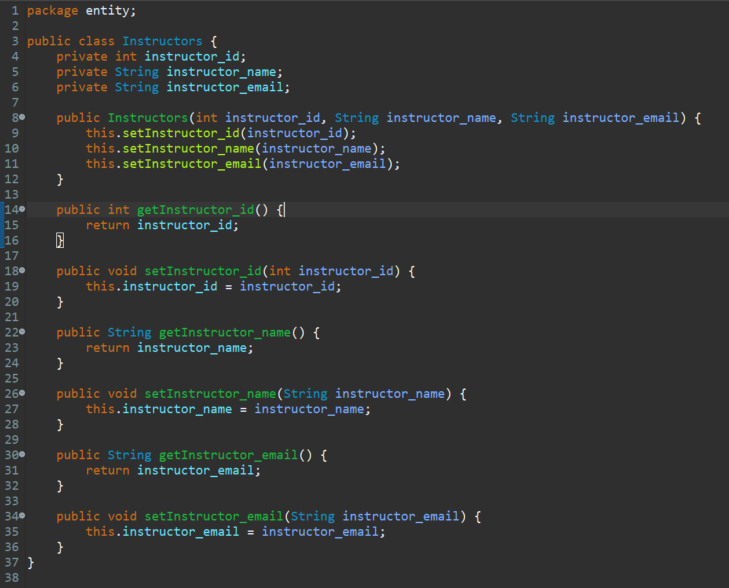 1 package entity;
2
3 public class Instructors {
4     private int instructor_id;
5     private String instructor_name;
6     private String instructor_email;
7
8     public Instructors(int instructor_id, String instructor_name, String instructor_email) {
9         this.setInstructor_id(instructor_id);
10         this.setInstructor_name(instructor_name);
11         this.setInstructor_email(instructor_email);
12     }
13
14     public int getInstructor_id() {
15         return instructor_id;
16     }
17
18     public void setInstructor_id(int instructor_id) {
19         this.instructor_id = instructor_id;
20     }
21
22     public String getInstructor_name() {
23         return instructor_name;
24     }
25
26     public void setInstructor_name(String instructor_name) {
27         this.instructor_name = instructor_name;
28     }
29
30     public String getInstructor_email() {
31         return instructor_email;
32     }
33
34     public void setInstructor_email(String instructor_email) {
35         this.instructor_email = instructor_email;
36     }
37 }
38